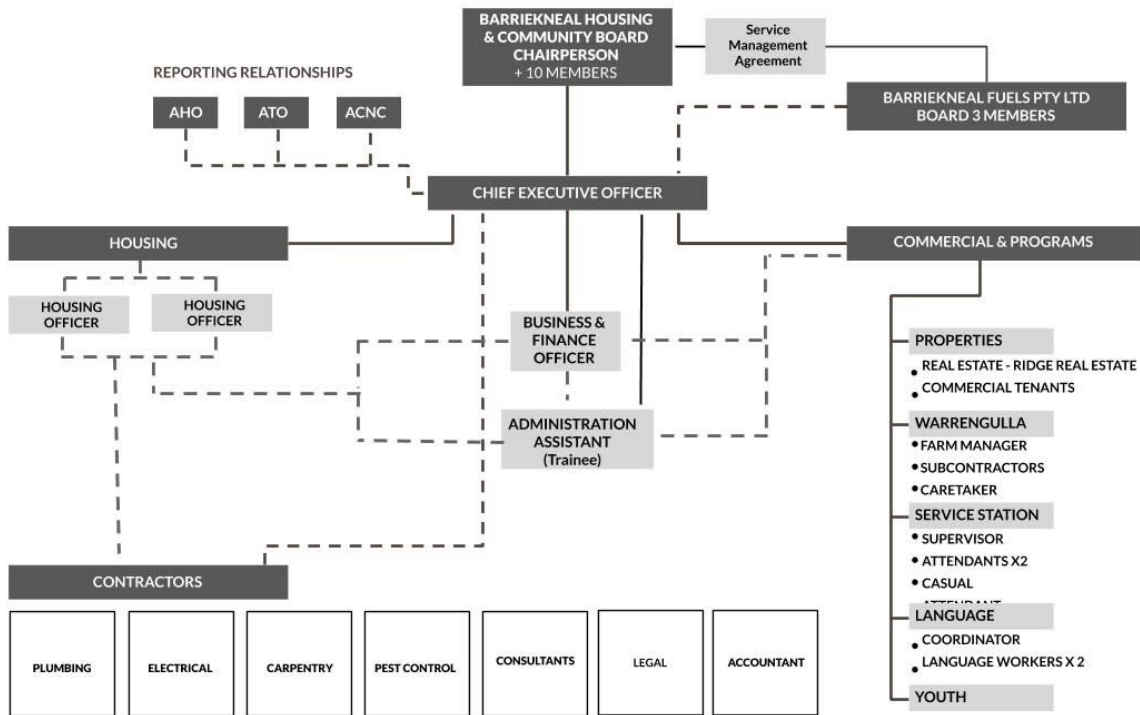 BARRIEKNEAL HOUSING
& COMMUNITY BOARD
CHAIRPERSON
+ 10 MEMBERS
Service
Management
Agreement
REPORTING RELATIONSHIPS
AHO
ATO
ACNC
BARRIEKNEAL FUELS PTY LTD
BOARD 3 MEMBERS
CHIEF EXECUTIVE OFFICER
HOUSING
COMMERCIAL & PROGRAMS
HOUSING
OFFICER
HOUSING
OFFICER
BUSINESS &
FINANCE
OFFICER
ADMINISTRATION
ASSISTANT
(Trainee)
PROPERTIES
REAL ESTATE - RIDGE REAL ESTATE
COMMERCIAL TENANTS
WARRENGULLA
FARM MANAGER
SUBCONTRACTORS
CARETAKER
SERVICE STATION
SUPERVISOR
ATTENDANTS X2
CASUAL
ATTENDANT
LANGUAGE
COORDINATOR
LANGUAGE WORKERS X 2
YOUTH
CONTRACTORS
PLUMBING
ELECTRICAL
CARPENTRY
PEST CONTROL
CONSULTANTS
LEGAL
ACCOUNTANT